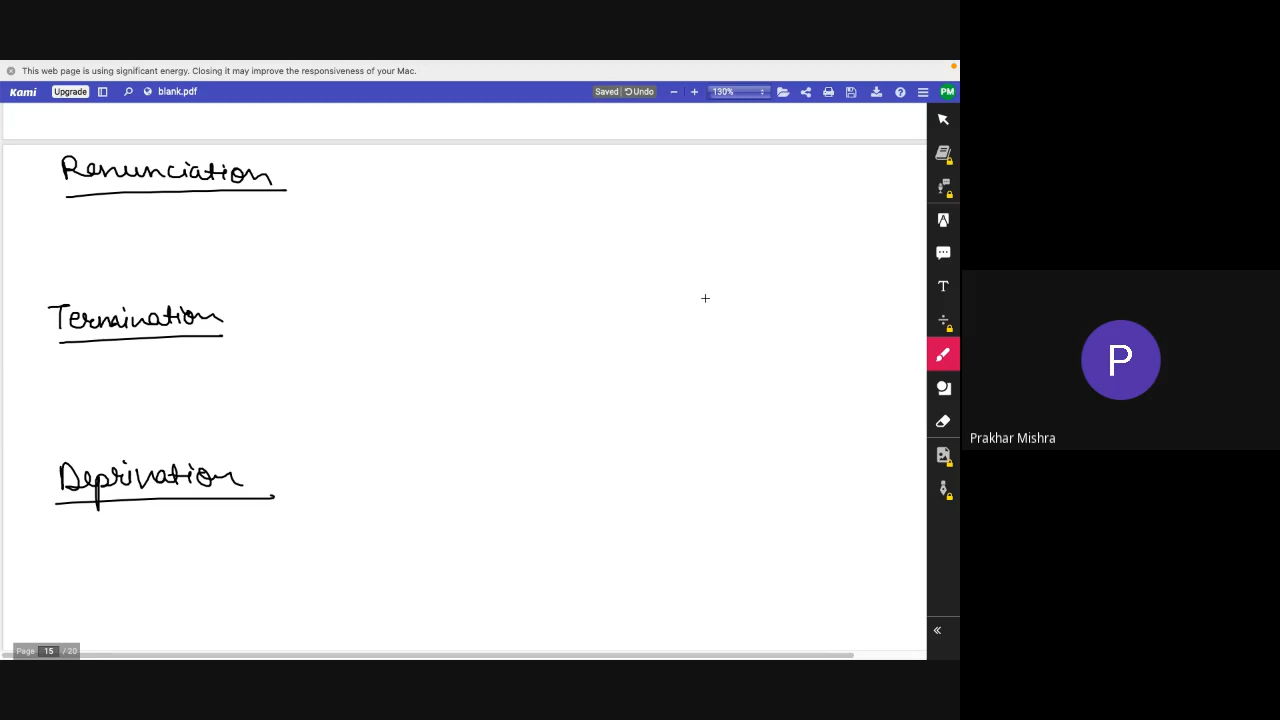 This web page is using significant energy. Closing it may improve the responsiveness of your Mac.
Kami Upgrade blank.pdf Saved Undo 130% PM
Renunciation
Termination
Deprivation
T
P
Prakhar Mishra
Page 15 / 20